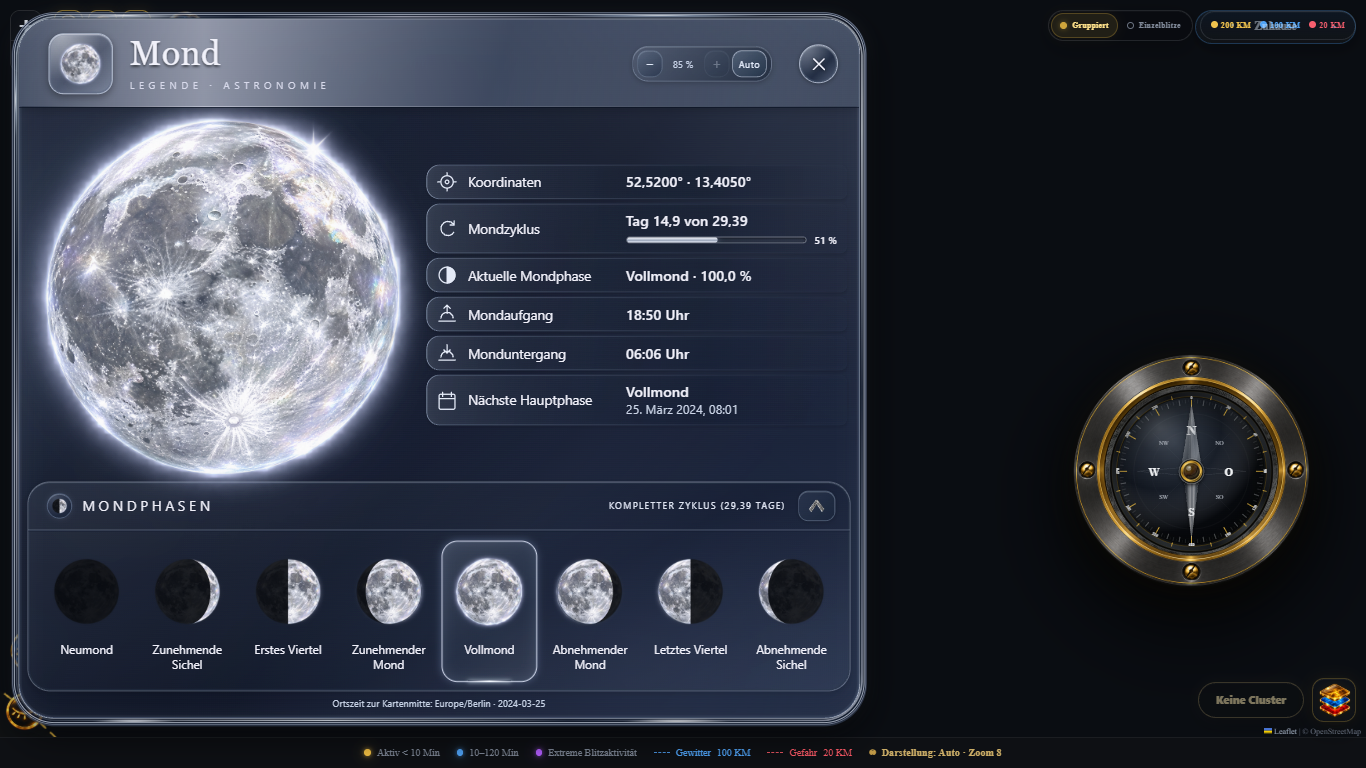 Mond
LEGENDE · ASTRONOMIE
− 85 % + Auto
Gruppiert
Einzelblitze
200 KM
20 KM
Koordinaten 52,5200° · 13,4050°
Mondzyklus Tag 14,9 von 29,39
51 %
Aktuelle Mondphase Vollmond · 100,0 %
Mondaufgang 18:50 Uhr
Monduntergang 06:06 Uhr
Nächste Hauptphase Vollmond
25. März 2024, 08:01
N
NW NO
W O
SW SO
S
MONDPHASEN KOMPLETTER ZYKLUS (29,39 TAGE)
Neumond
Zunehmende
Sichel
Erstes Viertel
Zunehmender
Mond
Vollmond
Abnehmender
Mond
Letztes Viertel
Abnehmende
Sichel
Ortszeit zur Kartenmitte: Europe/Berlin · 2024-03-25
Keine Cluster
Leaflet | © OpenStreetMap
Aktiv < 10 Min 10–120 Min Extreme Blitzaktivität Gewitter 100 KM Gefahr 20 KM Darstellung: Auto · Zoom 8